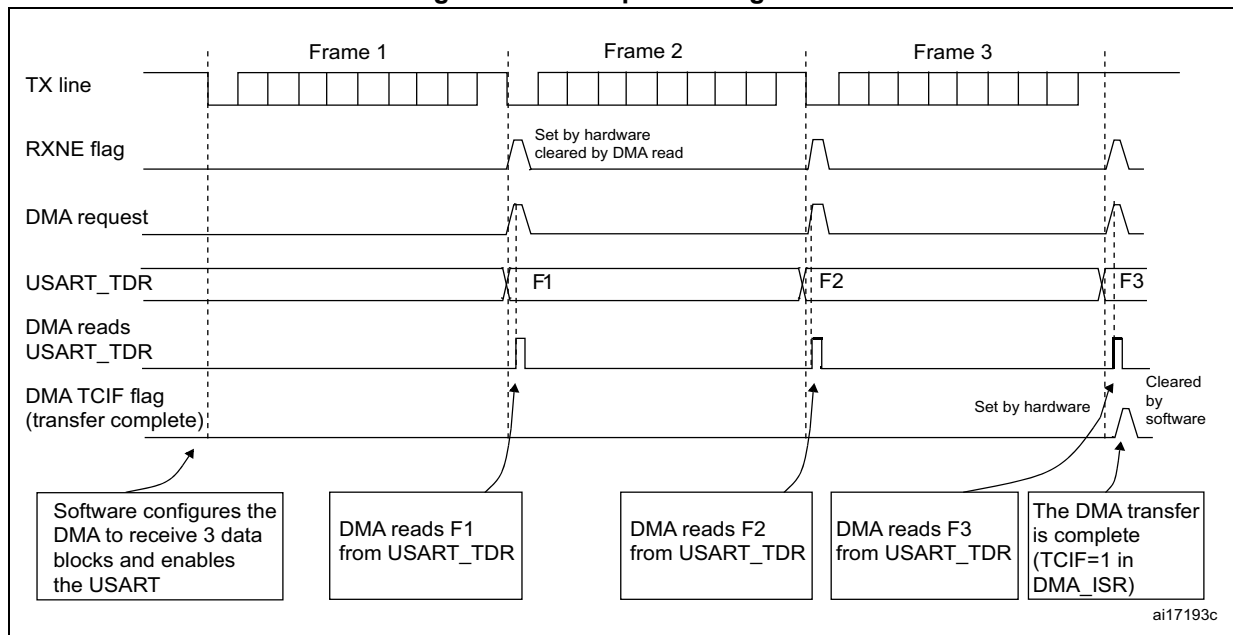 Frame 1
Frame 2
Frame 3
TX line
RXNE flag
Set by hardware
cleared by DMA read
DMA request
USART_TDR
F1
F2
F3
DMA reads
USART_TDR
DMA TCIF flag
(transfer complete)
Set by hardware
Cleared
by
software
Software configures the
DMA to receive 3 data
blocks and enables
the USART
DMA reads F1
from USART_TDR
DMA reads F2
from USART_TDR
DMA reads F3
from USART_TDR
The DMA transfer
is complete
(TCIF=1 in
DMA_ISR)
ai17193c